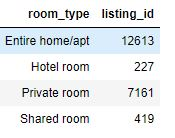 room_type listing_id
Entire home/apt 12613
Hotel room 227
Private room 7161
Shared room 419